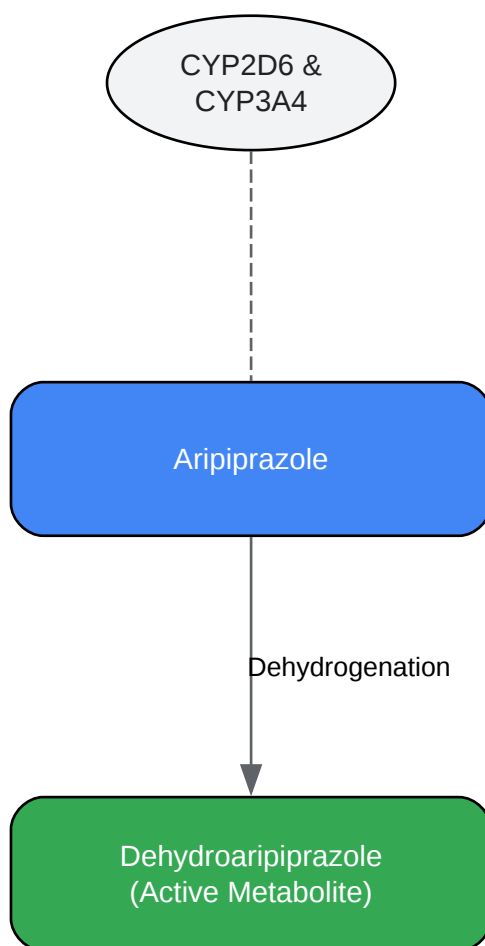 CYP2D6 &
CYP3A4
Aripiprazole
Dehydrogenation
Dehydroaripiprazole
(Active Metabolite)